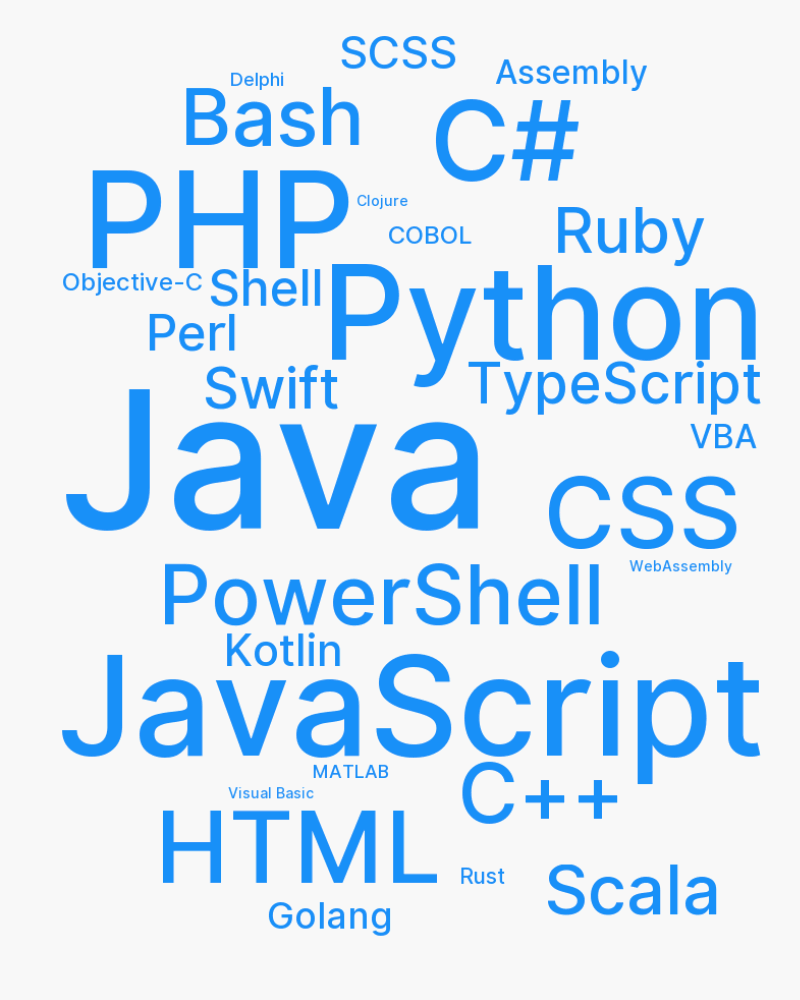 SCSS
Assembly
Delphi
Bash
C#
PHP
Clojure
COBOL
Ruby
Objective-C
Shell
Python
Perl
Swift
TypeScript
Java
VBA
CSS
WebAssembly
PowerShell
Kotlin
JavaScript
MATLAB
Visual Basic
C++
HTML
Rust
Scala
Golang